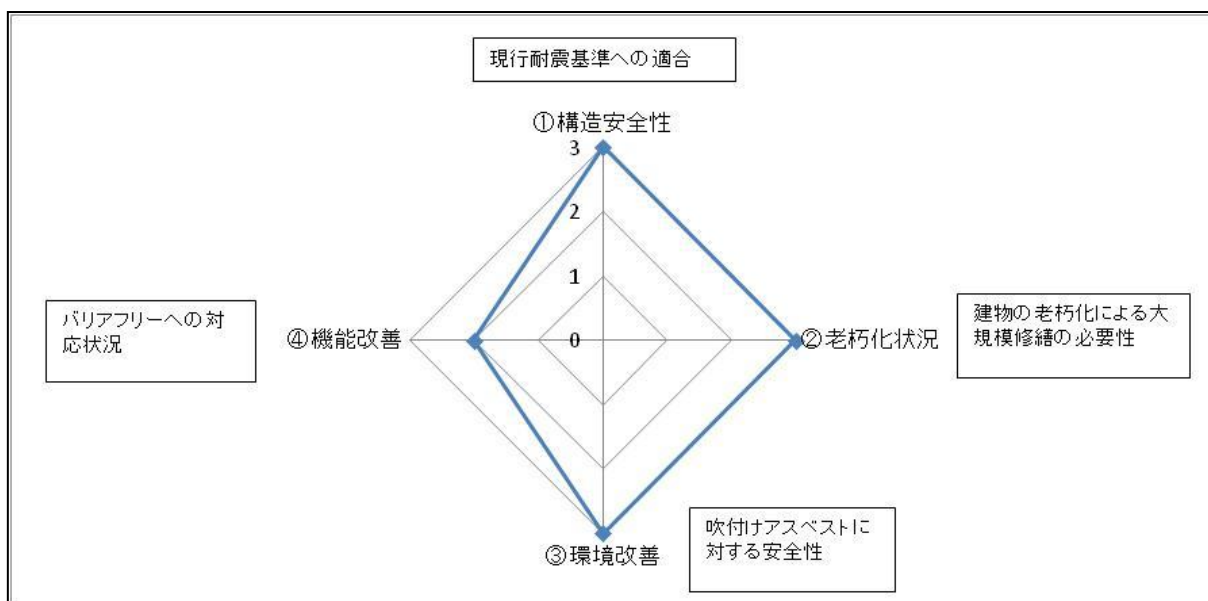 現行耐震基準への適合
①構造安全性
3
2
1
0
バリアフリーへの対
応状況
④機能改善
②老朽化状況
建物の老朽化による大
規模修繕の必要性
吹付けアスベストに
対する安全性
③環境改善